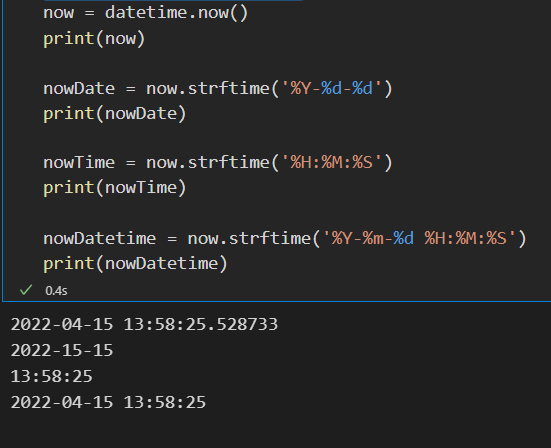 now = datetime.now()
print(now)
nowDate = now.strftime('%Y-%d-%d')
print(nowDate)
nowTime = now.strftime('%H:%M:%S')
print(nowTime)
nowDatetime = now.strftime('%Y-%m-%d %H:%M:%S')
print(nowDatetime)
0.4s
2022-04-15 13:58:25.528733
2022-15-15
13:58:25
2022-04-15 13:58:25